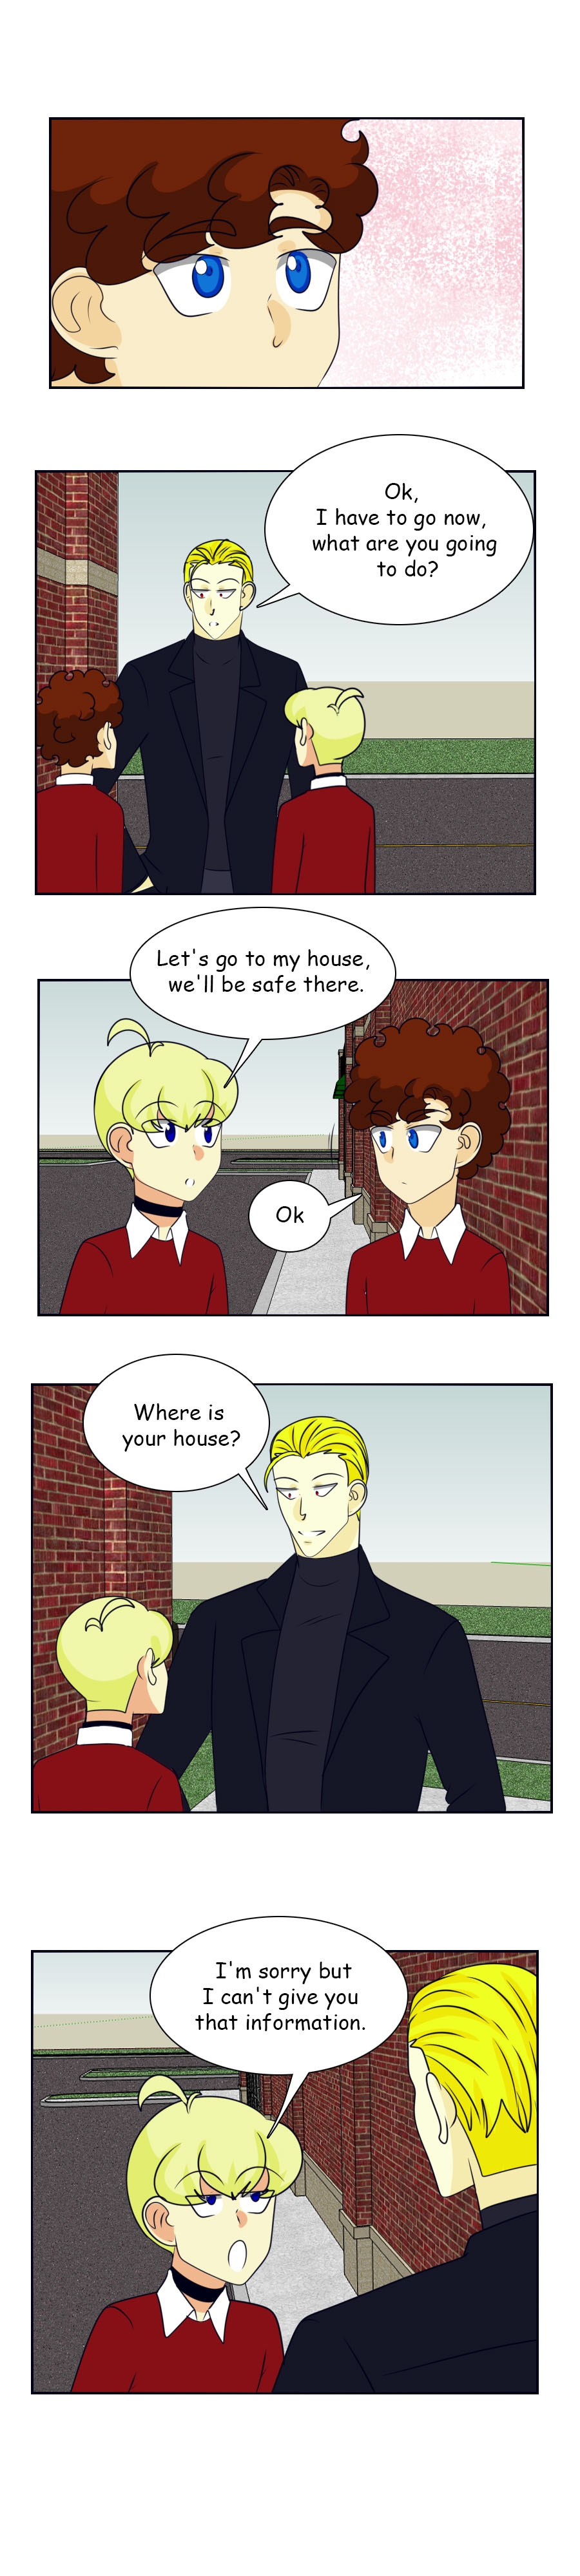 Ok,
I have to go now,
what are you going
to do?
Let's go to my house,
we'll be safe there.
Ok
Where is
your house?
I'm sorry but
I can't give you
that information.